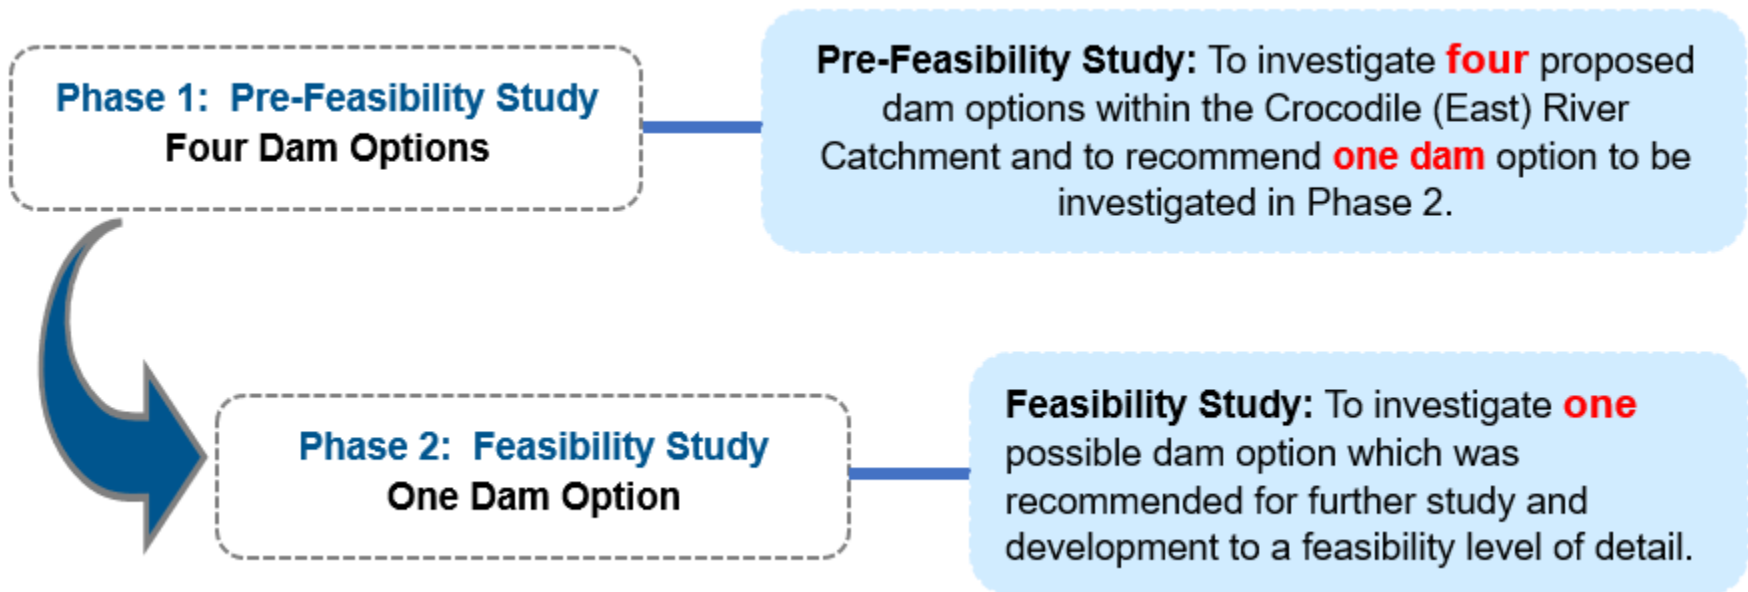 Phase 1:  Pre-Feasibility Study
Four Dam Options
Pre-Feasibility Study: To investigate four proposed
dam options within the Crocodile (East) River
Catchment and to recommend one dam option to be
investigated in Phase 2.
Phase 2:  Feasibility Study
One Dam Option
Feasibility Study: To investigate one
possible dam option which was
recommended for further study and
development to a feasibility level of detail.